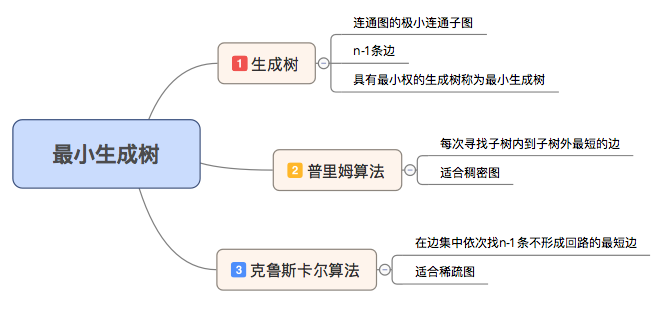 最小生成树
1 生成树
连通图的极小连通子图
n-1条边
具有最小权的生成树称为最小生成树
2 普里姆算法
每次寻找子树内到子树外最短的边
适合稠密图
3 克鲁斯卡尔算法
在边集中依次找n-1条不形成回路的最短边
适合稀疏图